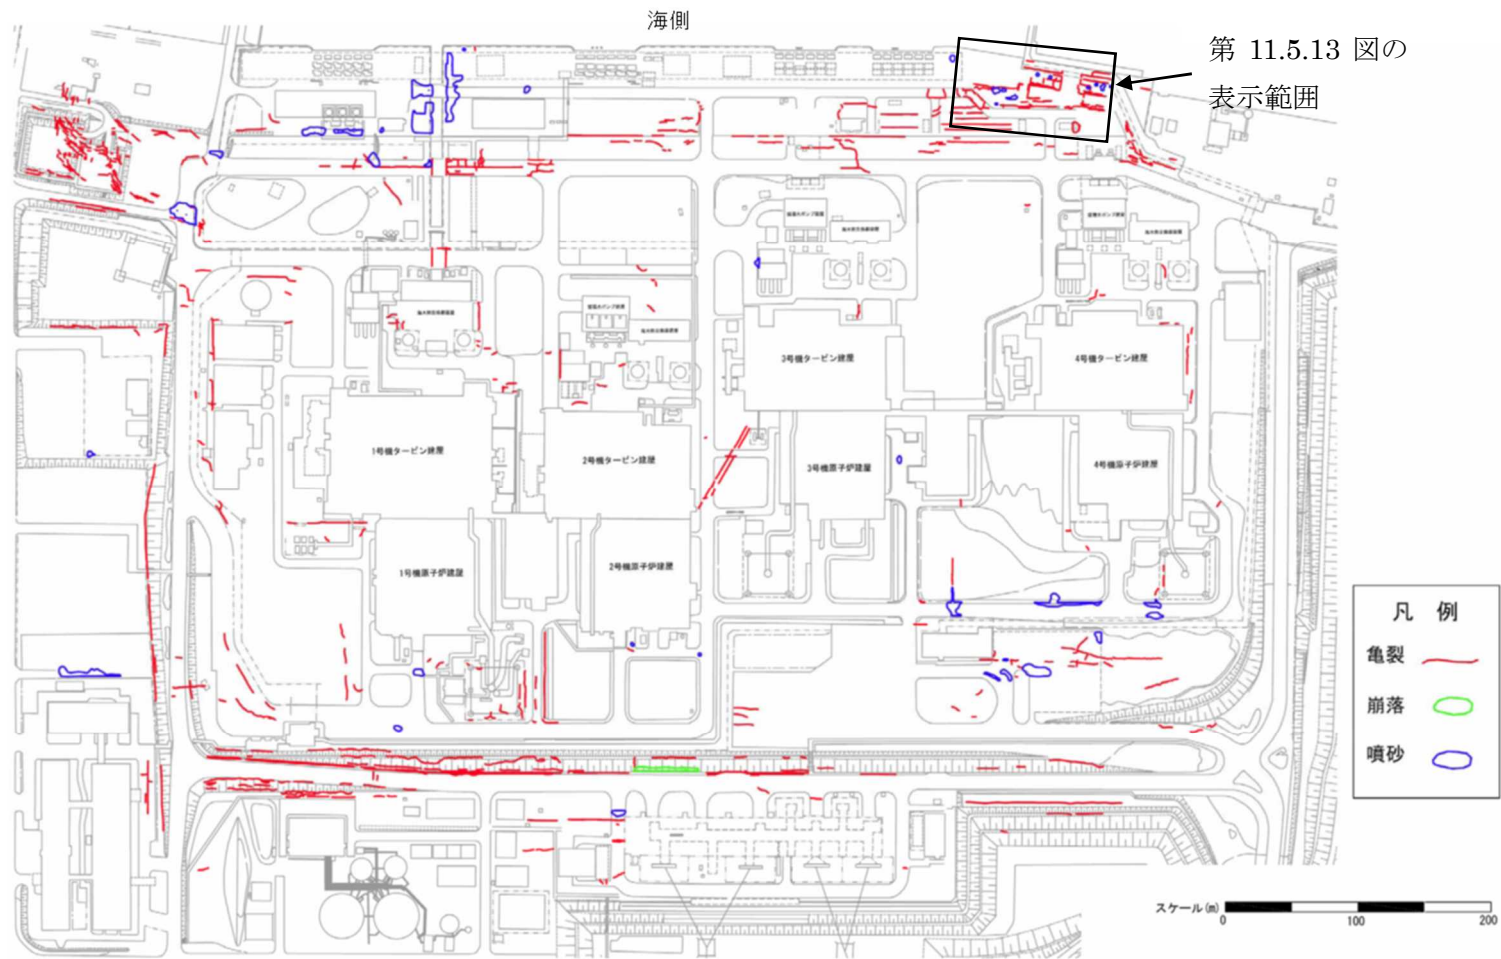 海側
第 11.5.13 図の
表示範囲
3号機タービン建屋
4号機タービン建屋
1号機タービン建屋
2号機タービン建屋
3号機原子炉建屋
4号機原子炉建屋
1号機原子炉建屋
2号機原子炉建屋
凡 例
亀裂
崩落
噴砂
スケール(m)
0
100
200